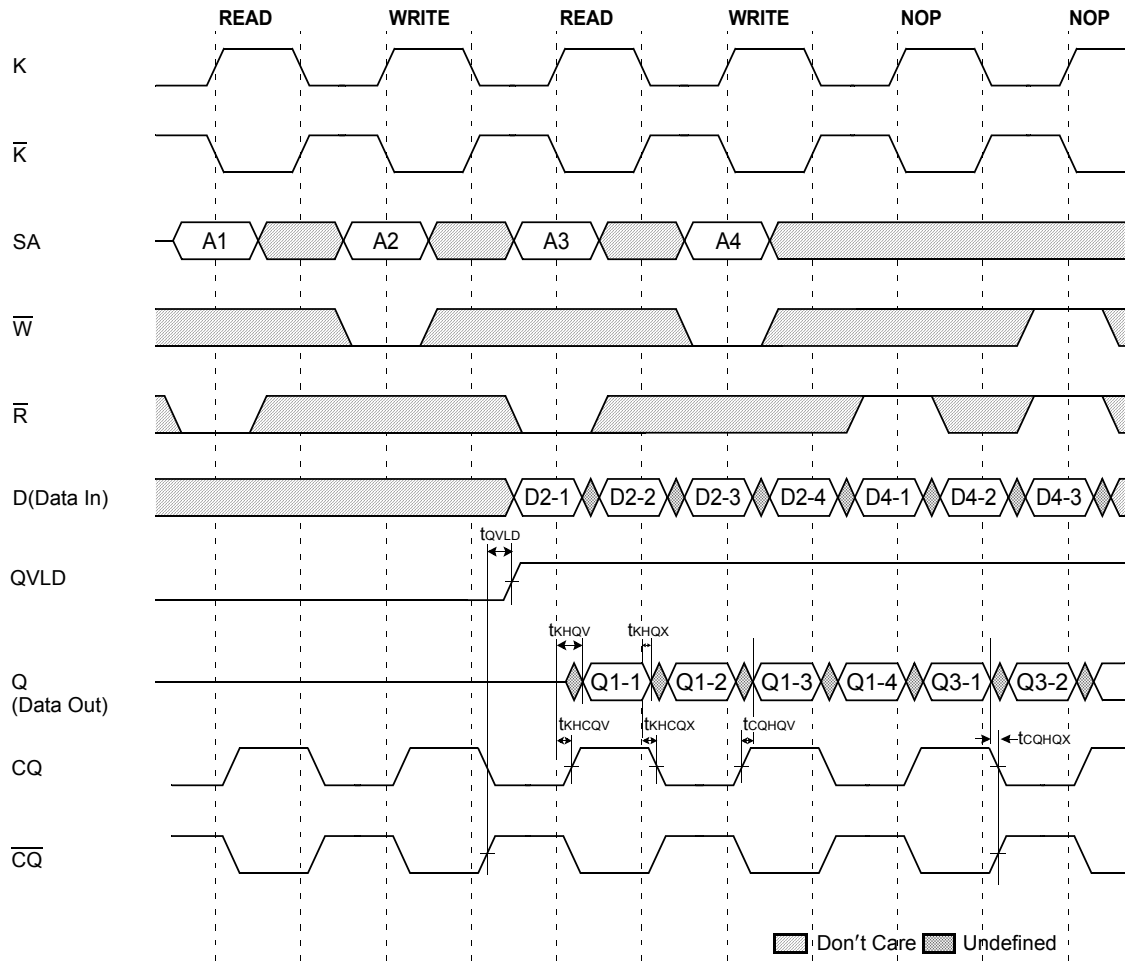 READ WRITE READ WRITE NOP NOP
K
K̅
SA A1 A2 A3 A4
W̅
R̅
D(Data In) D2-1 D2-2 D2-3 D2-4 D4-1 D4-2 D4-3
tQVLD
QVLD
tKHQV tKHQX
Q
(Data Out)
Q1-1 Q1-2 Q1-3 Q1-4 Q3-1 Q3-2
tKHCQV tKHCQX tCQHQV tCQHQX
CQ
C̅Q̅
Don't Care Undefined